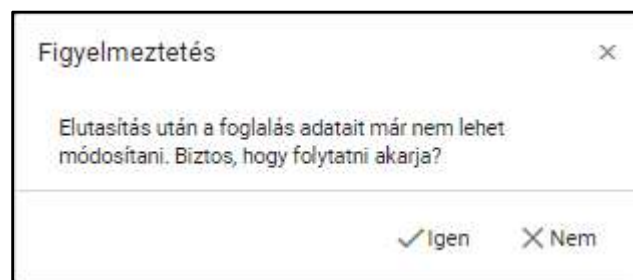 Figyelmeztetés
Elutasítás után a foglalás adatait már nem lehet
módosítani. Biztos, hogy folytatni akarja?
Igen Nem